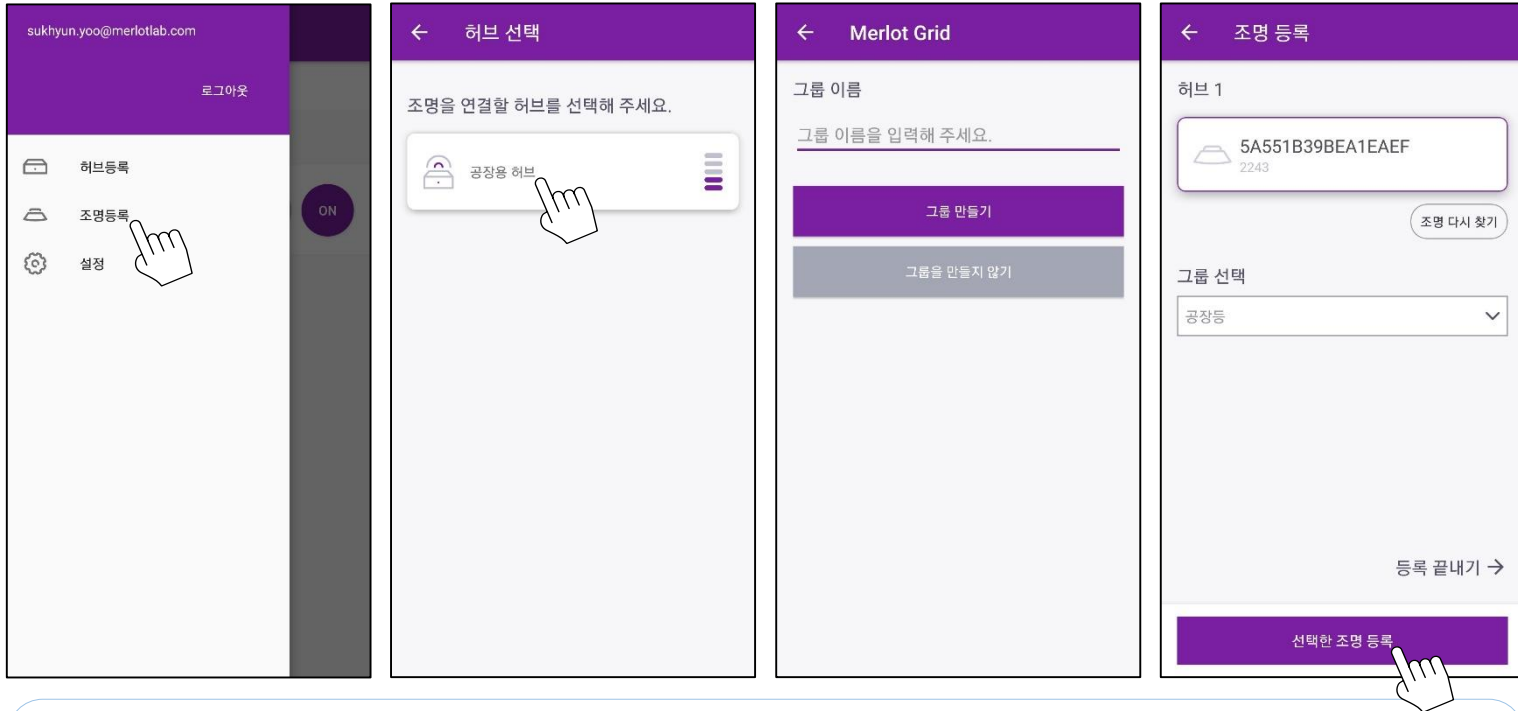 sukhyun.yoo@merlotlab.com
로그아웃
허브등록
조명등록
설정
ON
허브 선택
조명을 연결할 허브를 선택해 주세요.
공장용 허브
Merlot Grid
그룹 이름
그룹 이름을 입력해 주세요.
그룹 만들기
그룹을 만들지 않기
조명 등록
허브 1
5A551B39BEA1EAEF
2243
조명 다시 찾기
그룹 선택
공장등
등록 끝내기
선택한 조명 등록